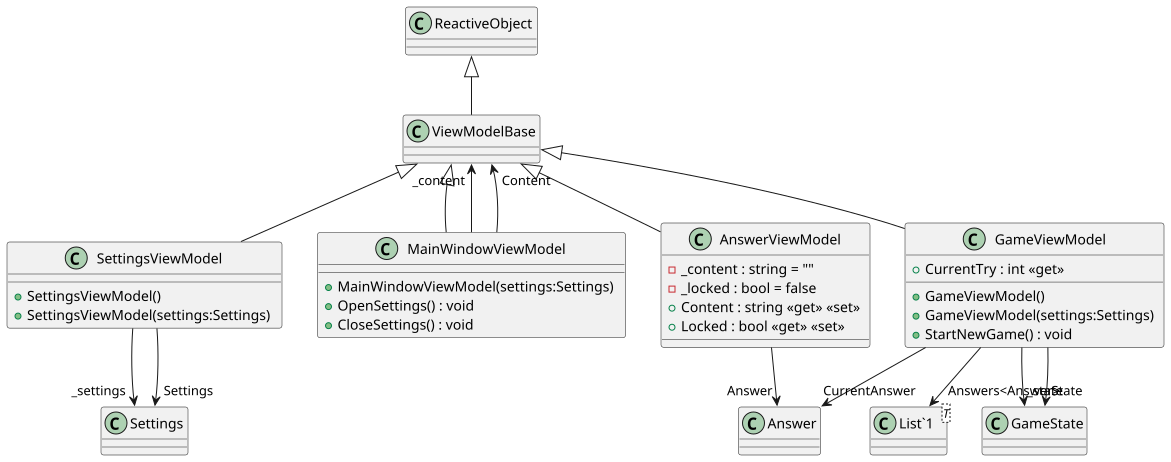 C ReactiveObject
C ViewModelBase
_content
Content
C SettingsViewModel
SettingsViewModel()
SettingsViewModel(settings:Settings)
C MainWindowViewModel
MainWindowViewModel(settings:Settings)
OpenSettings() : void
CloseSettings() : void
C AnswerViewModel
_content : string = ""
_locked : bool = false
Content : string «get» «set»
Locked : bool «get» «set»
C GameViewModel
CurrentTry : int «get»
GameViewModel()
GameViewModel(settings:Settings)
StartNewGame() : void
_settings
Settings
Answer
CurrentAnswer
State
C Settings
C Answer
C List`1
T
C GameState